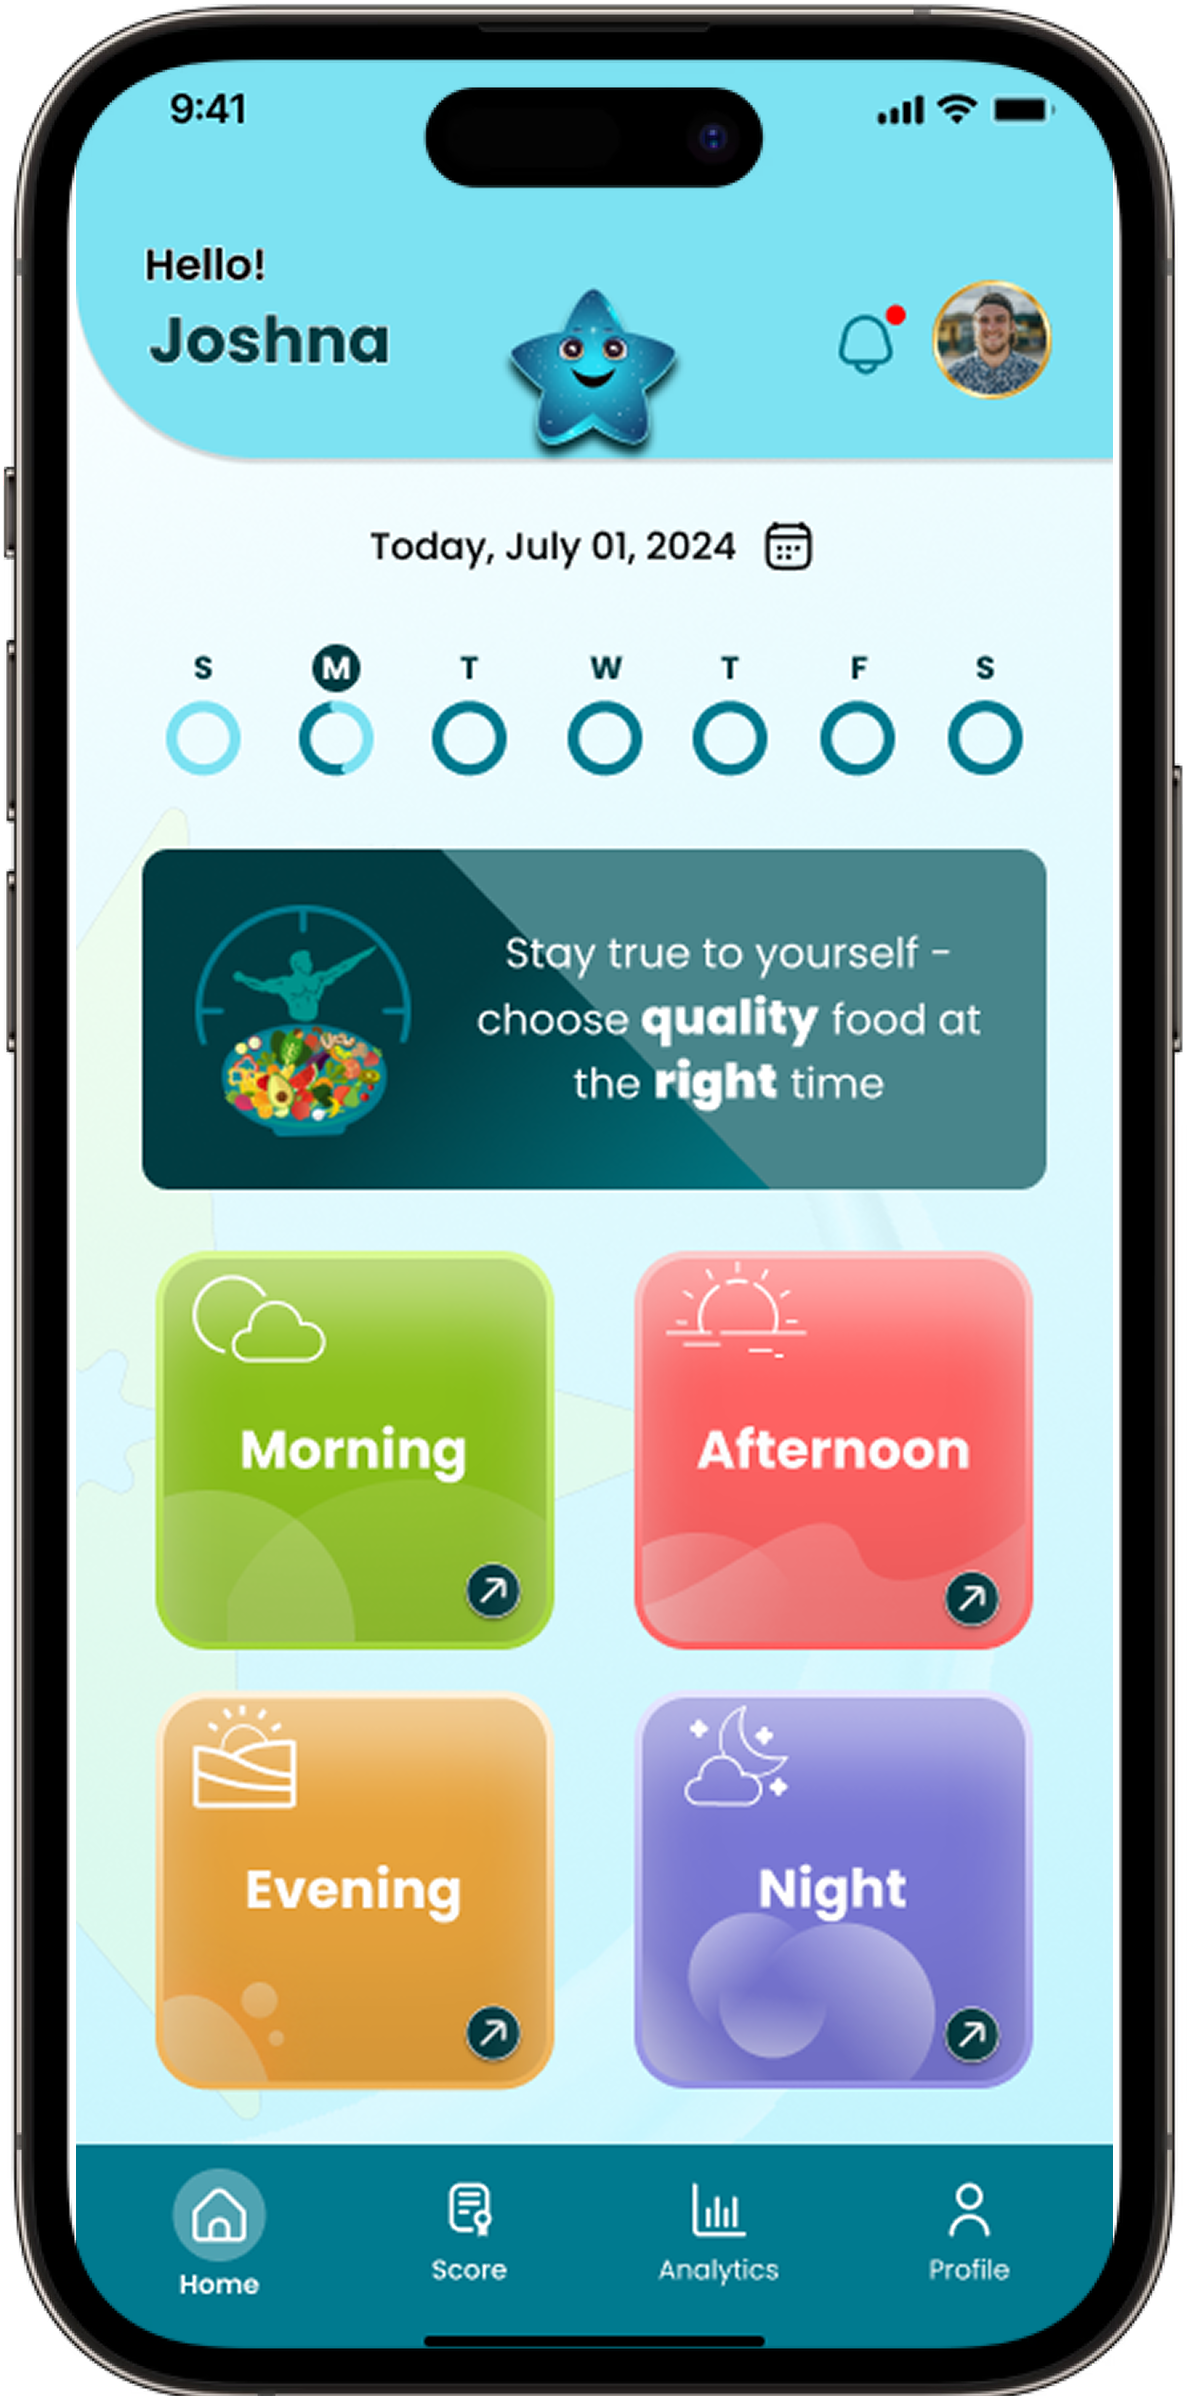 9:41
Hello!
Joshna
Today, July 01, 2024
S M T W T F S
Stay true to yourself -
choose quality food at
the right time
Morning
Afternoon
Evening
Night
Home
Score
Analytics
Profile